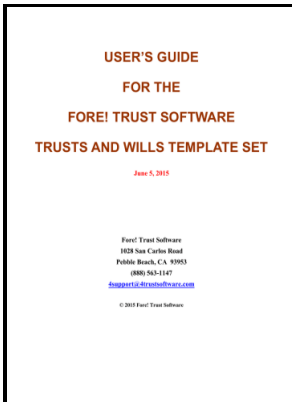 USER'S GUIDE
FOR THE
FORE! TRUST SOFTWARE
TRUSTS AND WILLS TEMPLATE SET
June 5, 2015
Fore! Trust Software
1028 San Carlos Road
Pebble Beach, CA 93953
(888) 563-1147
4support@4trustsoftware.com
© 2015 Fore! Trust Software